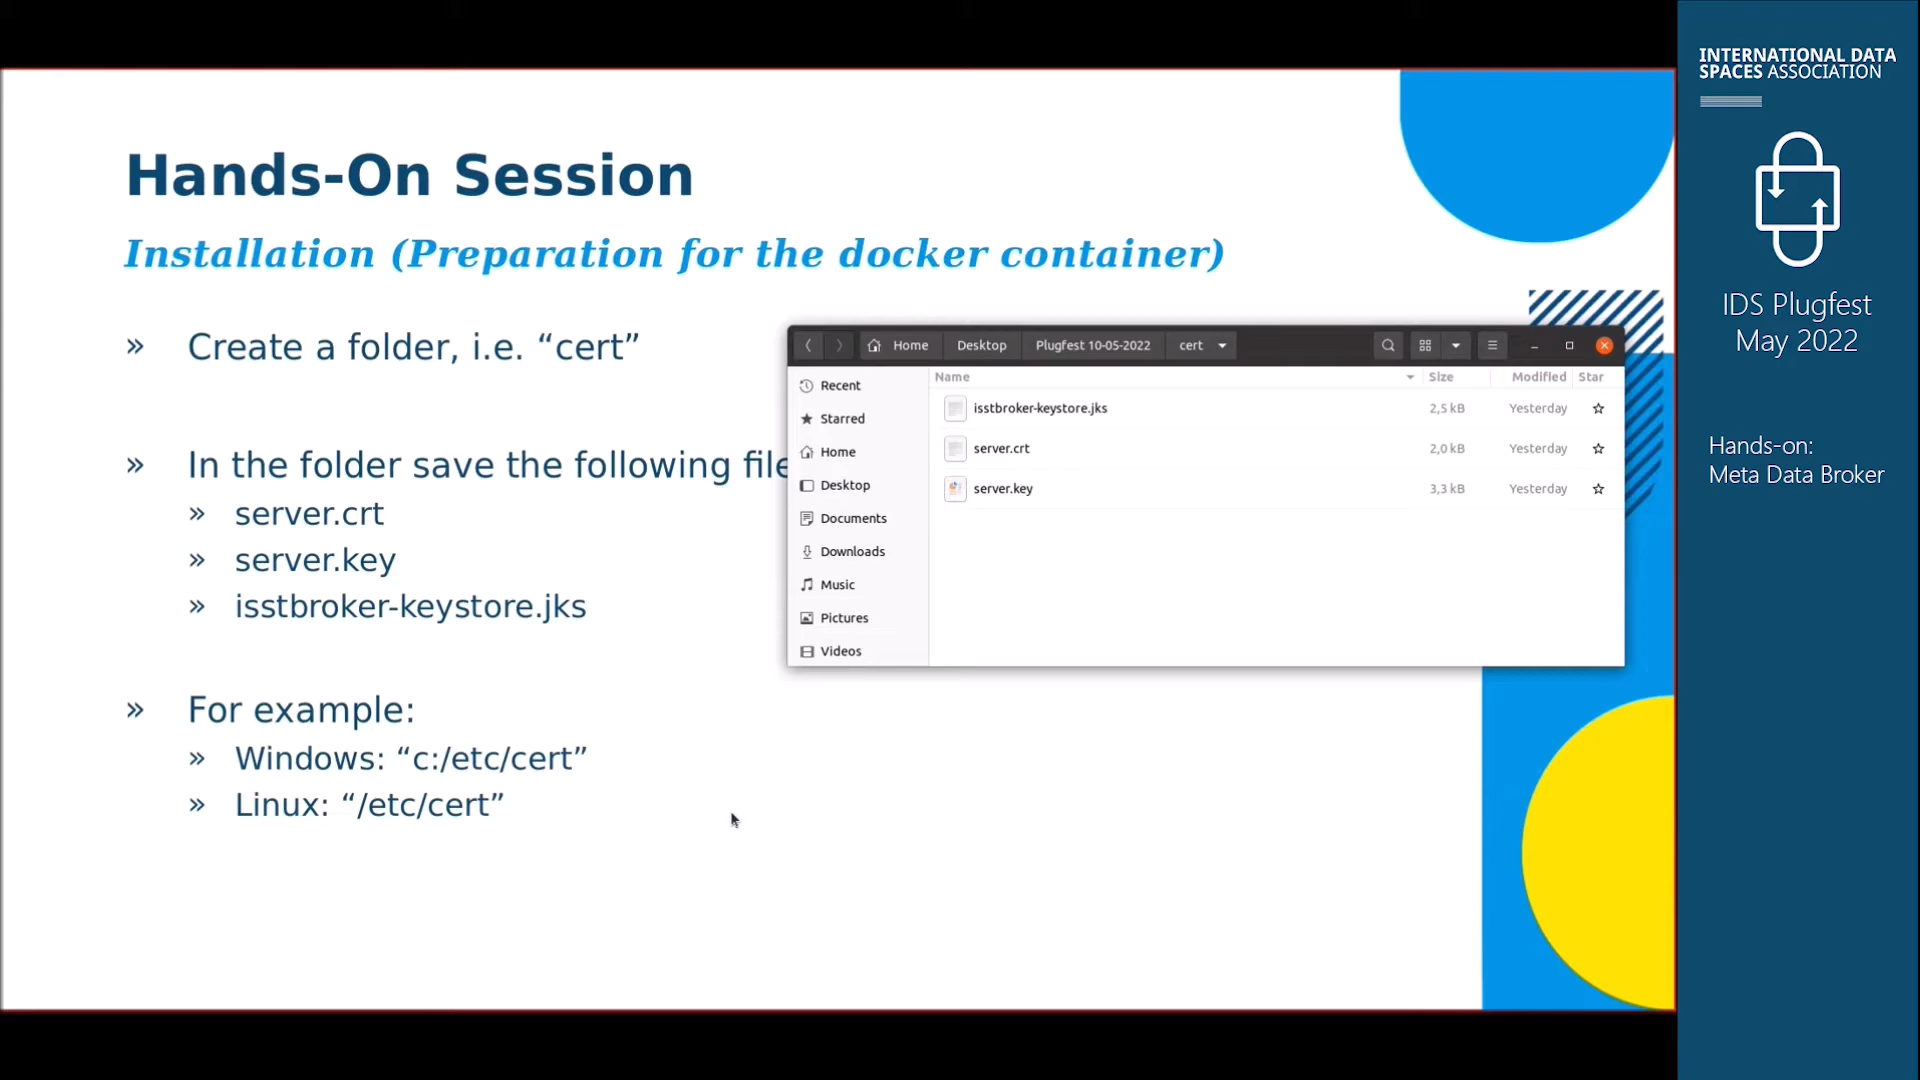 Hands-On Session
Installation (Preparation for the docker container)
» Create a folder, i.e. “cert”
» In the folder save the following file
» server.crt
» server.key
» isstbroker-keystore.jks
» For example:
» Windows: “c:/etc/cert”
» Linux: “/etc/cert”
Home Desktop Plugfest 10-05-2022 cert
Recent
Starred
Home
Desktop
Documents
Downloads
Music
Pictures
Videos
Name Size Modified Star
isstbroker-keystore.jks 2,5 kB Yesterday
server.crt 2,0 kB Yesterday
server.key 3,3 kB Yesterday
INTERNATIONAL DATA
SPACES ASSOCIATION
IDS Plugfest
May 2022
Hands-on:
Meta Data Broker